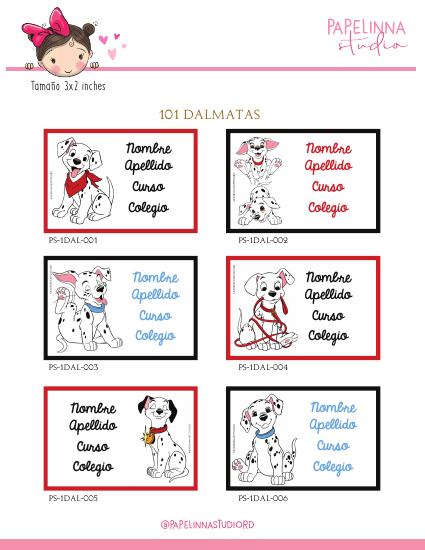 PAPELINNA
studio
Tamaño 3x2 inches
101 DALMATAS
Nombre
Apellido
Curso
Colegio
PS-1DAL-001
Nombre
Apellido
Curso
Colegio
PS-1DAL-002
Nombre
Apellido
Curso
Colegio
PS-1DAL-003
Nombre
Apellido
Curso
Colegio
PS-1DAL-004
Nombre
Apellido
Curso
Colegio
PS-1DAL-005
Nombre
Apellido
Curso
Colegio
PS-1DAL-006
@PAPELINNASTUDIORD